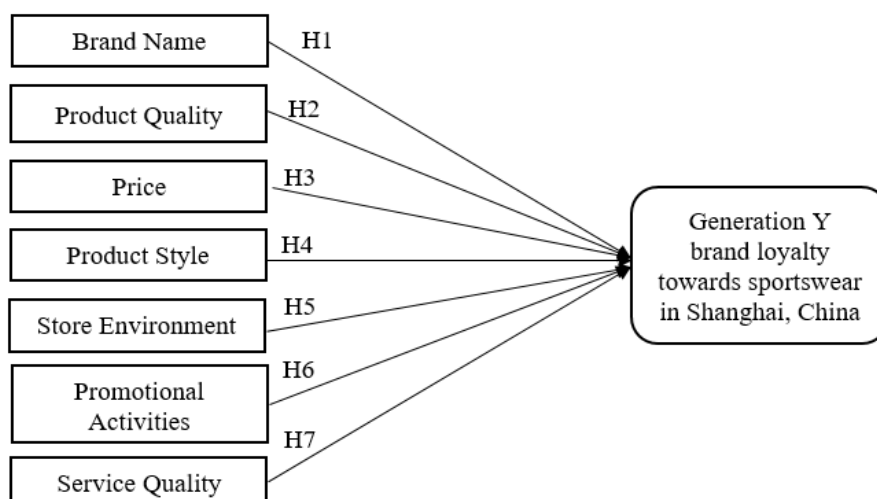 Brand Name
H1
Product Quality
H2
Price
H3
Product Style
H4
Store Environment
H5
Promotional
Activities
H6
Service Quality
H7
Generation Y
brand loyalty
towards sportswear
in Shanghai, China